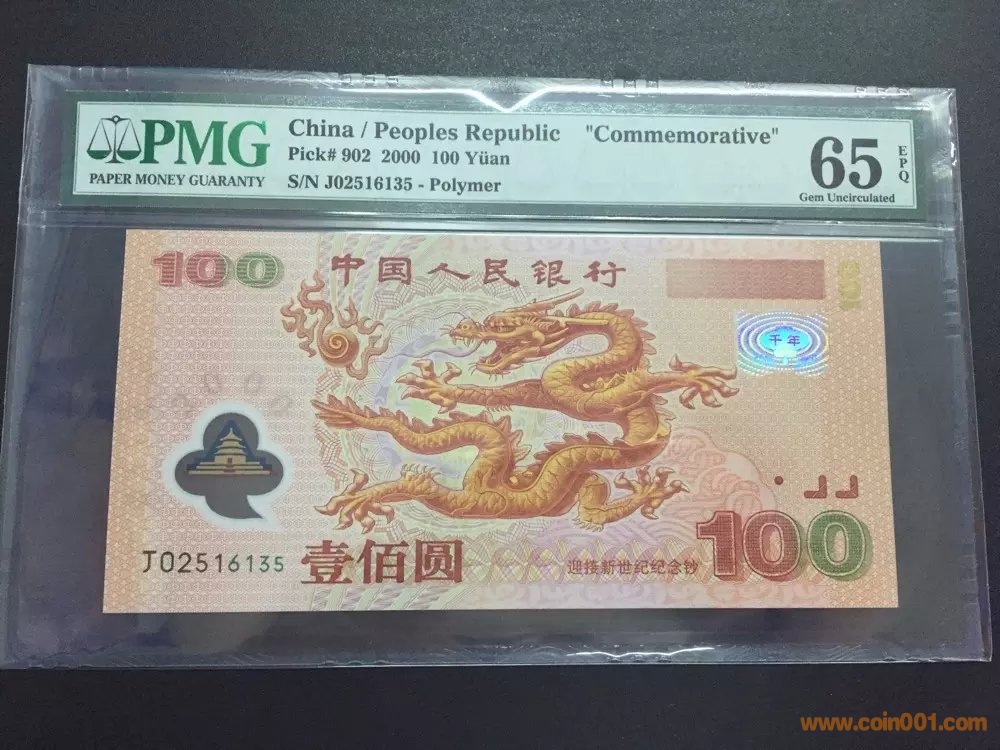 PMG
PAPER MONEY GUARANTY
China / Peoples Republic "Commemorative"
Pick# 902 2000 100 Yüan
S/N J02516135 - Polymer
65
EPQ
Gem Uncirculated
100
中国人民银行
千年
J02516135
壹佰圆
迎接新世纪纪念钞
100
www.coin001.com